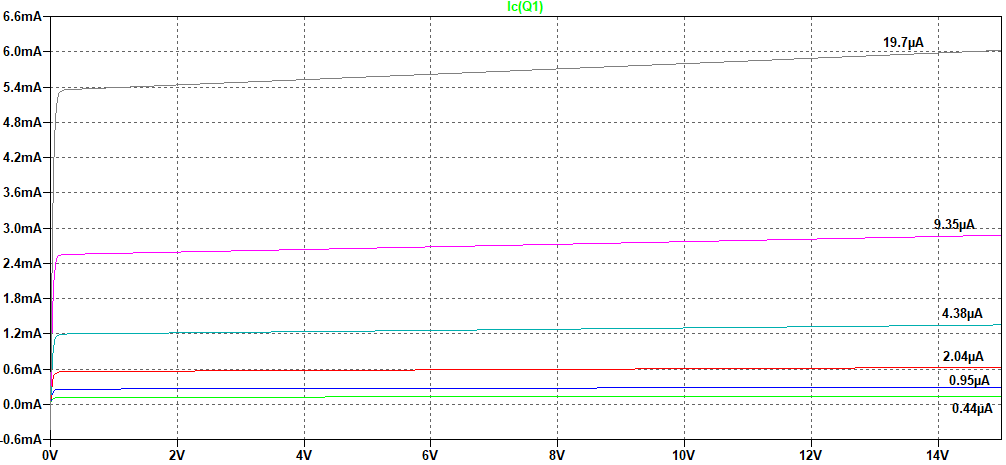 Ic(Q1)
6.6mA
6.0mA
5.4mA
4.8mA
4.2mA
3.6mA
3.0mA
2.4mA
1.8mA
1.2mA
0.6mA
0.0mA
-0.6mA
19.7µA
9.35µA
4.38µA
2.04µA
0.95µA
0.44µA
0V 2V 4V 6V 8V 10V 12V 14V